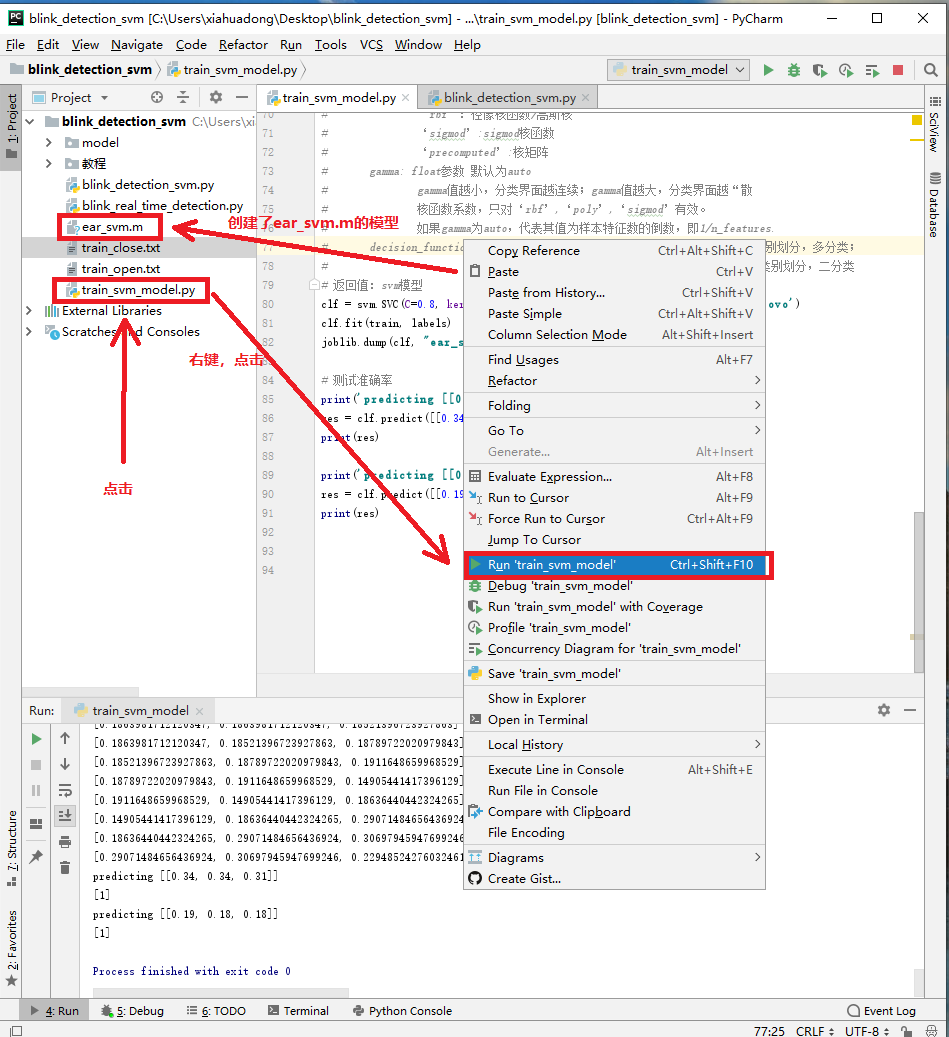 blink_detection_svm [C:\Users\xiahuadong\Desktop\blink_detection_svm] - ...\train_svm_model.py [blink_detection_svm] - PyCharm
File Edit View Navigate Code Refactor Run Tools VCS Window Help
blink_detection_svm train_svm_model.py train_svm_model
1: Project
Project
train_svm_model.py
blink_detection_svm.py
SciView
Database
blink_detection_svm C:\Users\xi
model
教程
blink_detection_svm.py
blink_real_time_detection.py
ear_svm.m
train_close.txt
train_open.txt
train_svm_model.py
External Libraries
Scratches and Consoles
创建了ear_svm.m的模型
右键，点击
点击
70 # ‘rbf’：径像核函数/高斯核
71 # ‘sigmod’:sigmod核函数
72 # ‘precomputed’:核矩阵
73 # gamma: float参数 默认为auto
74 # gamma值越小，分类界面越连续；gamma值越大，分类界面越“散
75 # 核函数系数，只对‘rbf’,‘poly’,‘sigmod’有效。
76 # 如果gamma为auto，代表其值为样本特征数的倒数，即1/n_features.
77 # decision_function 别划分，多分类；
78 # 类别划分，二分类
79 # 返回值：svm模型
80 clf = svm.SVC(C=0.8, ker ovo')
81 clf.fit(train, labels)
82 joblib.dump(clf, "ear_s
84 # 测试准确率
85 print('predicting [[0
86 res = clf.predict([[0.34
87 print(res)
88
89 print('predicting [[0
90 res = clf.predict([[0.19
91 print(res)
92
93
94
Copy Reference Ctrl+Alt+Shift+C
Paste Ctrl+V
Paste from History... Ctrl+Shift+V
Paste Simple Ctrl+Alt+Shift+V
Column Selection Mode Alt+Shift+Insert
Find Usages Alt+F7
Refactor
Folding
Go To
Generate... Alt+Insert
Evaluate Expression... Alt+F8
Run to Cursor Alt+F9
Force Run to Cursor Ctrl+Alt+F9
Jump To Cursor
Run 'train_svm_model' Ctrl+Shift+F10
Debug 'train_svm_model'
Run 'train_svm_model' with Coverage
Profile 'train_svm_model'
Concurrency Diagram for 'train_svm_model'
Save 'train_svm_model'
Show in Explorer
Open in Terminal
Local History
Execute Line in Console Alt+Shift+E
Run File in Console
Compare with Clipboard
File Encoding
Diagrams
Create Gist...
Run: train_svm_model
[0.1863981712120347, 0.18521396723927863, 0.18789722020979843]
[0.18521396723927863, 0.18789722020979843, 0.1911648659968529]
[0.18789722020979843, 0.1911648659968529, 0.14905441417396129]
[0.1911648659968529, 0.14905441417396129, 0.18636440442324265]
[0.14905441417396129, 0.18636440442324265, 0.29071484656436924
[0.18636440442324265, 0.29071484656436924, 0.30697945947699246
[0.29071484656436924, 0.30697945947699246, 0.22948524276032461
predicting [[0.34, 0.34, 0.31]]
[1]
predicting [[0.19, 0.18, 0.18]]
[1]
Process finished with exit code 0
7: Structure
2: Favorites
4: Run 5: Debug 6: TODO Terminal Python Console Event Log
77:25 CRLF UTF-8